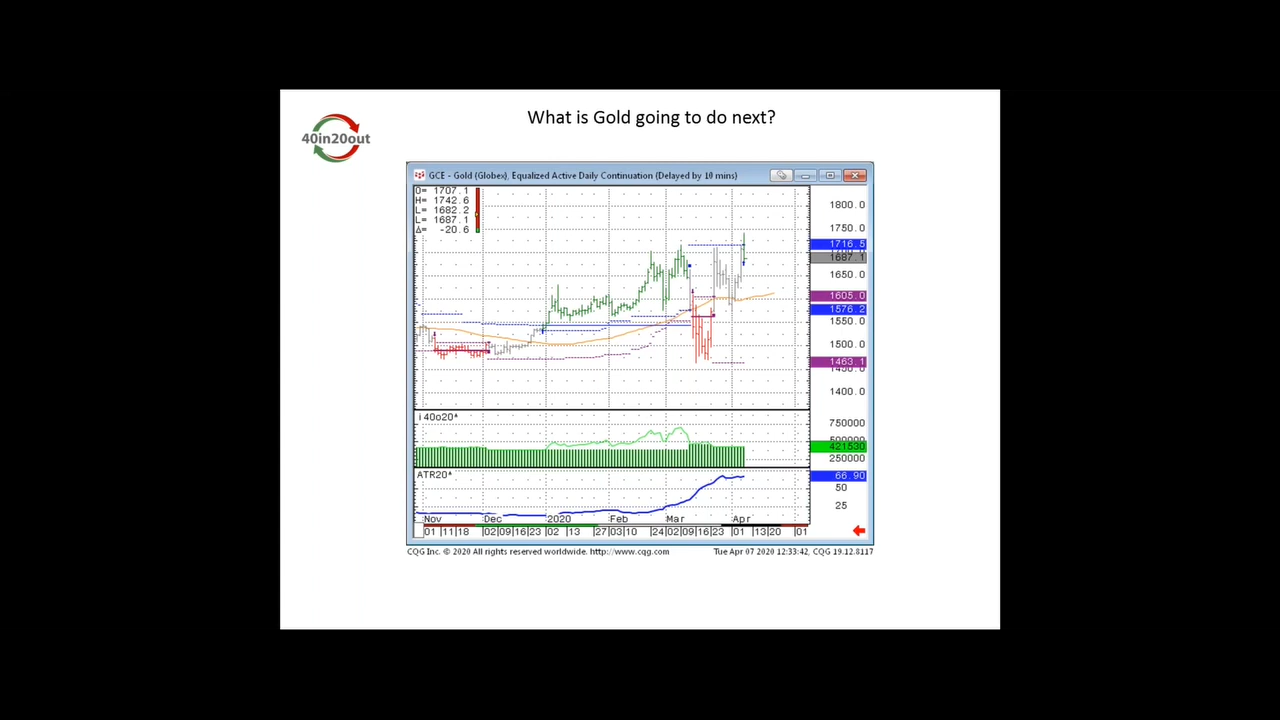 What is Gold going to do next?
40in20out
GCE - Gold (Globex), Equalized Active Daily Continuation (Delayed by 10 mins)
O= 1707.1
H= 1742.6
L= 1682.2
L= 1687.1
Δ= -20.6
1800.0
1750.0
1716.5
1687.1
1650.0
1605.0
1576.2
1550.0
1500.0
1463.1
1400.0
i 40o20*
750000
500000
421530
250000
ATR20*
66.90
50
25
Nov Dec 2020 Feb Mar Apr
01 11 18 02 09 16 23 02 13 27 03 10 24 02 09 16 23 01 13 20 01
CQG Inc. © 2020 All rights reserved worldwide. http://www.cqg.com
Tue Apr 07 2020 12:33:42, CQG 19.12.8117